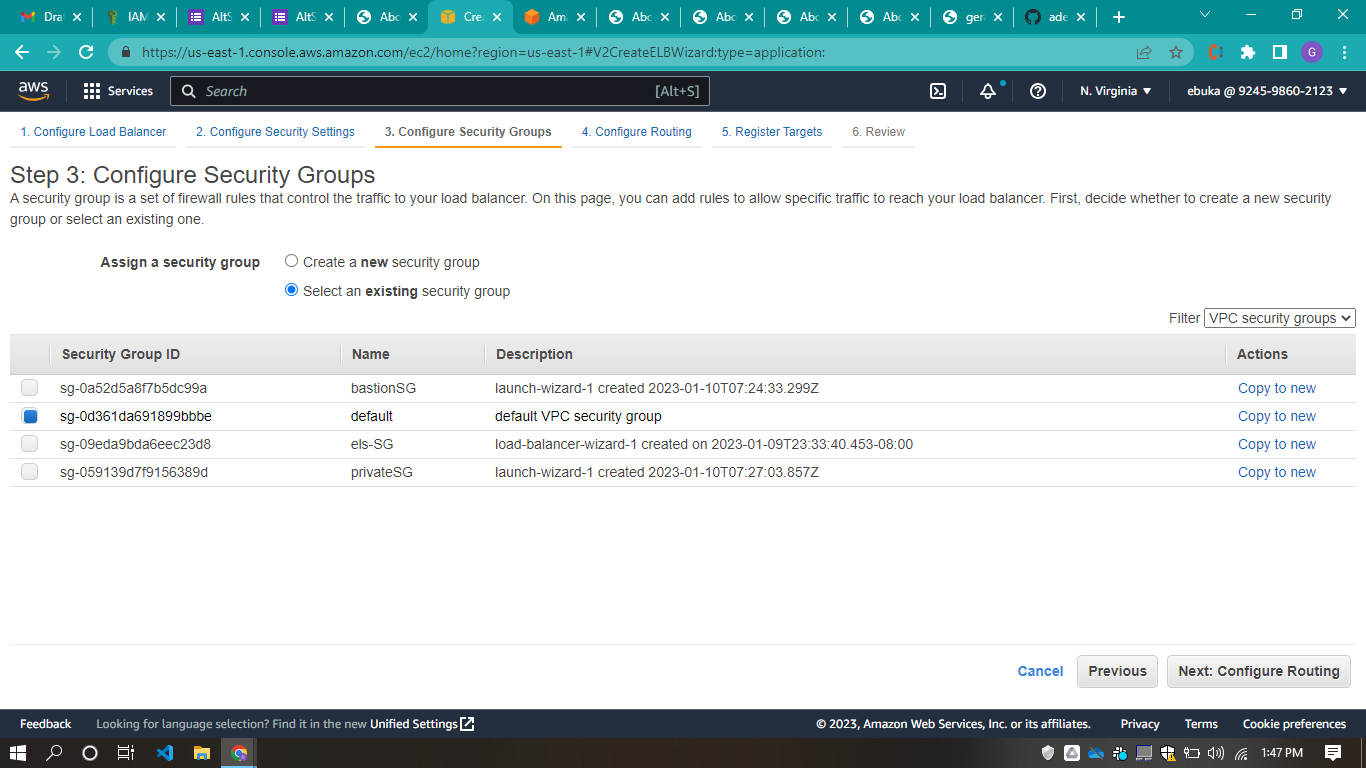 Dra
IAM
AltS
AltS
Abo
Cre
Ama
Abo
Abo
Abo
Abo
gera
ade
https://us-east-1.console.aws.amazon.com/ec2/home?region=us-east-1#V2CreateELBWizard:type=application:
G
aws
Services
Search
[Alt+S]
N. Virginia
ebuka @ 9245-9860-2123
1. Configure Load Balancer
2. Configure Security Settings
3. Configure Security Groups
4. Configure Routing
5. Register Targets
6. Review
Step 3: Configure Security Groups
A security group is a set of firewall rules that control the traffic to your load balancer. On this page, you can add rules to allow specific traffic to reach your load balancer. First, decide whether to create a new security
group or select an existing one.
Assign a security group
Create a new security group
Select an existing security group
Filter VPC security groups
Security Group ID Name Description Actions
sg-0a52d5a8f7b5dc99a bastionSG launch-wizard-1 created 2023-01-10T07:24:33.299Z Copy to new
sg-0d361da691899bbbe default default VPC security group Copy to new
sg-09eda9bda6eec23d8 els-SG load-balancer-wizard-1 created on 2023-01-09T23:33:40.453-08:00 Copy to new
sg-059139d7f9156389d privateSG launch-wizard-1 created 2023-01-10T07:27:03.857Z Copy to new
Cancel
Previous
Next: Configure Routing
Feedback
Looking for language selection? Find it in the new Unified Settings
© 2023, Amazon Web Services, Inc. or its affiliates.
Privacy
Terms
Cookie preferences
1:47 PM